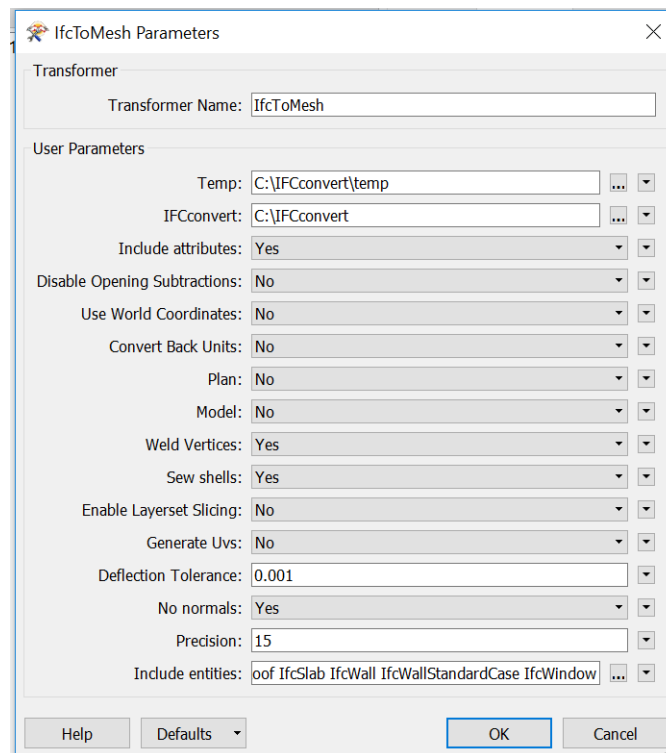 IfcToMesh Parameters
Transformer
Transformer Name: IfcToMesh
User Parameters
Temp: C:\IFCconvert\temp ...
IFCconvert: C:\IFCconvert ...
Include attributes: Yes
Disable Opening Subtractions: No
Use World Coordinates: No
Convert Back Units: No
Plan: No
Model: No
Weld Vertices: Yes
Sew shells: Yes
Enable Layerset Slicing: No
Generate Uvs: No
Deflection Tolerance: 0.001
No normals: Yes
Precision: 15
Include entities: oof IfcSlab IfcWall IfcWallStandardCase IfcWindow ...
Help Defaults OK Cancel